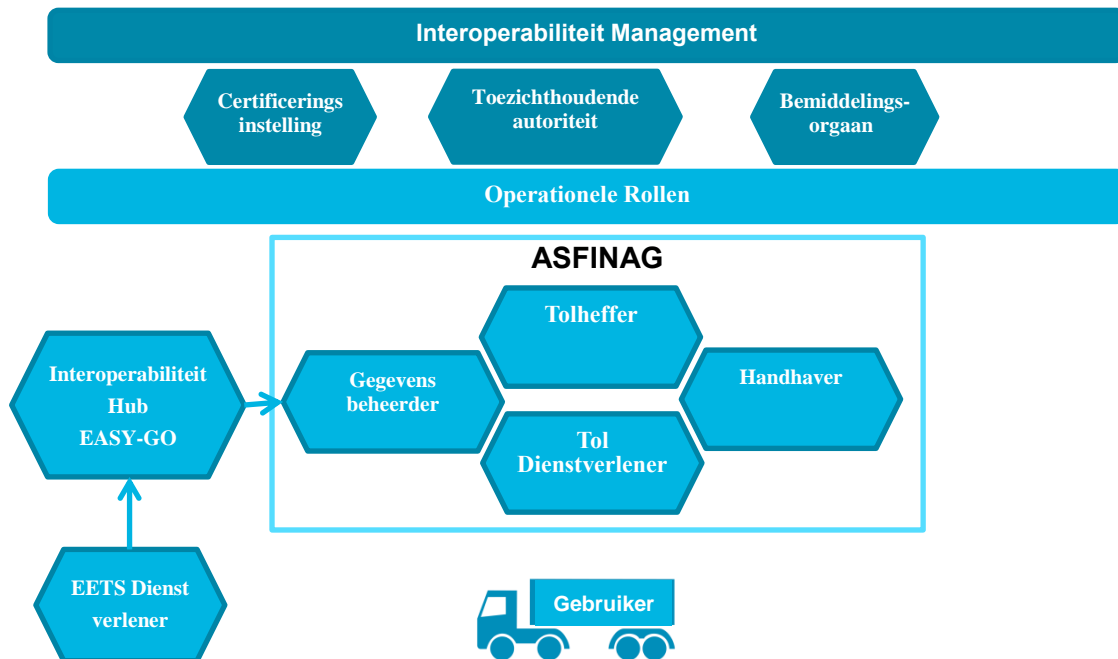 Interoperabiliteit Management
Certificerings
instelling
Toezichthoudende
autoriteit
Bemiddelings-
orgaan
Operationele Rollen
ASFINAG
Tolheffer
Interoperabiliteit
Hub
EASY-GO
Gegevens
beheerder
Handhaver
Tol
Dienstverlener
EETS Dienst
verlener
Gebruiker